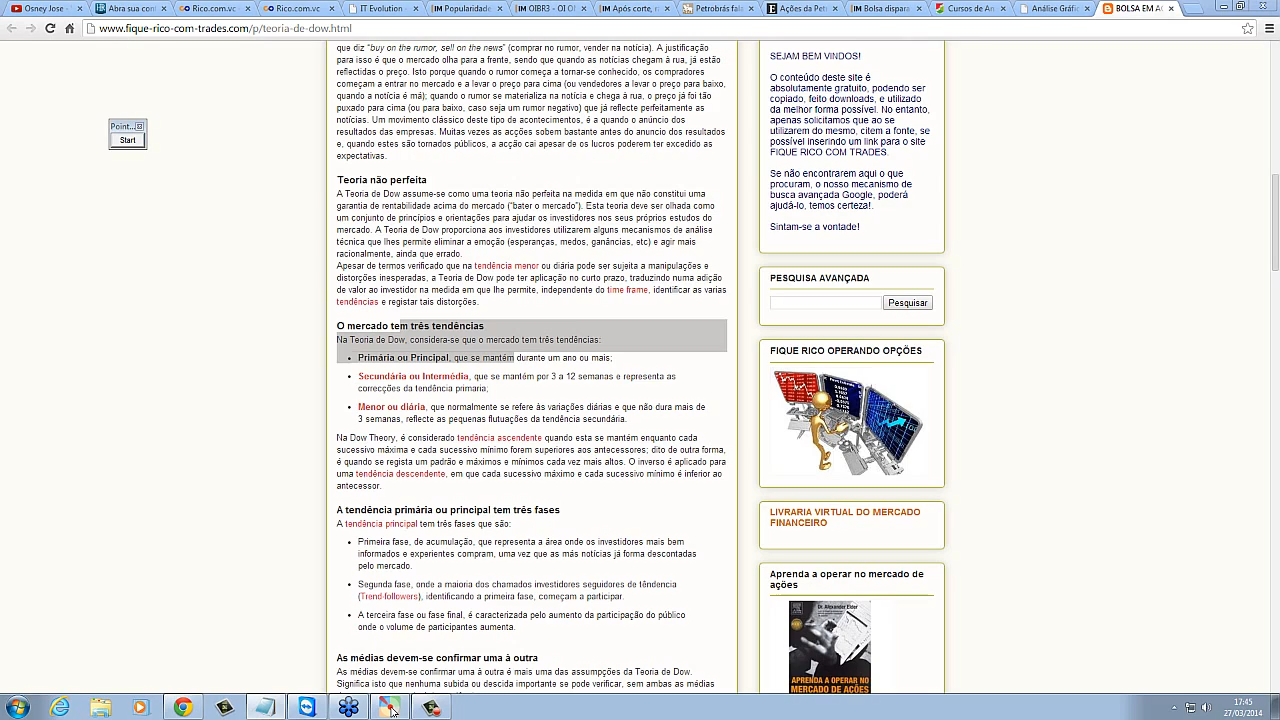 Osney Jose -
Abra sua con
Rico.com.vc
Rico.com.vc
IT Evolution
IM Popularidade
IM OIBR3 - OI ON
IM Após corte, r
Petrobrás fala
Ações da Pet
IM Bolsa dispara
Cursos de An
Análise Gráfic
BOLSA EM AÇ
www.fique-rico-com-trades.com/p/teoria-de-dow.html
que diz "buy on the rumor, sell on the news" (comprar no rumor, vender na notícia). A justificação
para isso é que o mercado olha para a frente, sendo que quando as notícias chegam à rua, já estão
reflectidas o preço. Isto porque quando o rumor começa a tornar-se conhecido, os compradores
começam a entrar no mercado e a levar o preço para cima (ou vendedores a levar o preço para baixo,
quando a notícia é má); quando o rumor se materializa na notícia e chega á rua, o preço já foi tão
puxado para cima (ou para baixo, caso seja um rumor negativo) que já reflecte perfeitamente as
notícias. Um movimento clássico deste tipo de acontecimentos, é a quando o anúncio dos
resultados das empresas. Muitas vezes as acções sobem bastante antes do anuncio dos resultados
e, quando estes são tornados públicos, a acção cai apesar de os lucros poderem ter excedido as
expectativas.
Teoria não perfeita
A Teoria de Dow assume-se como uma teoria não perfeita na medida em que não constitui uma
garantia de rentabilidade acima do mercado ("bater o mercado"). Esta teoria deve ser olhada como
um conjunto de princípios e orientações para ajudar os investidores nos seus próprios estudos do
mercado. A Teoria de Dow proporciona aos investidores utilizarem alguns mecanismos de análise
técnica que lhes permite eliminar a emoção (esperanças, medos, ganâncias, etc) e agir mais
racionalmente, ainda que errado.
Apesar de termos verificado que na tendência menor ou diária pode ser sujeita a manipulações e
distorções inesperadas, a Teoria de Dow pode ter aplicação no curto prazo, traduzindo numa adição
de valor ao investidor na medida em que lhe permite, independente do time frame, identificar as varias
tendências e registar tais distorções.
O mercado tem três tendências
Na Teoria de Dow, considera-se que o mercado tem três tendências:
• Primária ou Principal, que se mantém durante um ano ou mais;
• Secundária ou Intermédia, que se mantém por 3 a 12 semanas e representa as
correcções da tendência primaria;
• Menor ou diária, que normalmente se refere às variações diárias e que não dura mais de
3 semanas, reflecte as pequenas flutuações da tendência secundária.
Na Dow Theory, é considerado tendência ascendente quando esta se mantém enquanto cada
sucessivo máxima e cada sucessivo mínimo forem superiores aos antecessores; dito de outra forma,
é quando se regista um padrão e máximos e mínimos cada vez mais altos. O inverso é aplicado para
uma tendência descendente, em que cada sucessivo máximo e cada sucessivo mínimo é inferior ao
antecessor.
A tendência primária ou principal tem três fases
A tendência principal tem três fases que são:
• Primeira fase, de acumulação, que representa a área onde os investidores mais bem
informados e experientes compram, uma vez que as más notícias já forma descontadas
pelo mercado.
• Segunda fase, onde a maioria dos chamados investidores seguidores de têndencia
(Trend-followers), identificando a primeira fase, começam a participar.
• A terceira fase ou fase final, é caracterizada pelo aumento da participação do público
onde o volume de participantes aumenta.
As médias devem-se confirmar uma à outra
As médias devem-se confirmar uma à outra é mais uma das assumpções da Teoria de Dow.
Significa isto que nenhuma subida ou descida importante se pode verificar, sem ambas as médias
SEJAM BEM VINDOS!
O conteúdo deste site é
absolutamente gratuito, podendo ser
copiado, feito downloads, e utilizado
da melhor forma possível. No entanto,
apenas solicitamos que ao se
utilizarem do mesmo, citem a fonte, se
possível inserindo um link para o site
FIQUE RICO COM TRADES.
Se não encontrarem aqui o que
procuram, o nosso mecanismo de
busca avançada Google, poderá
ajudá-lo, temos certeza!.
Sintam-se a vontade!
PESQUISA AVANÇADA
Pesquisar
FIQUE RICO OPERANDO OPÇÕES
LIVRARIA VIRTUAL DO MERCADO
FINANCEIRO
Aprenda a operar no mercado de
ações
Dr. Alexander Elder
APRENDA A OPERAR NO
MERCADO DE AÇÕES
Point...
Start
17:45
27/03/2014